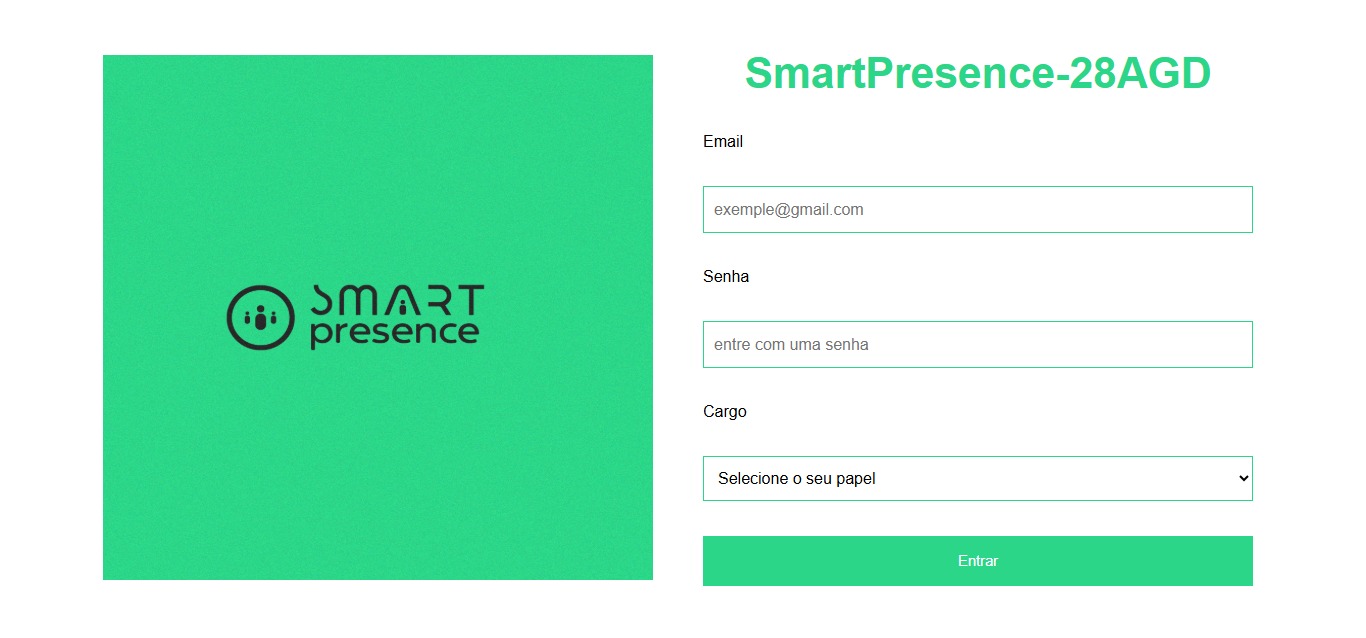 SMART
presence
SmartPresence-28AGD
Email
exemple@gmail.com
Senha
entre com uma senha
Cargo
Selecione o seu papel
Entrar